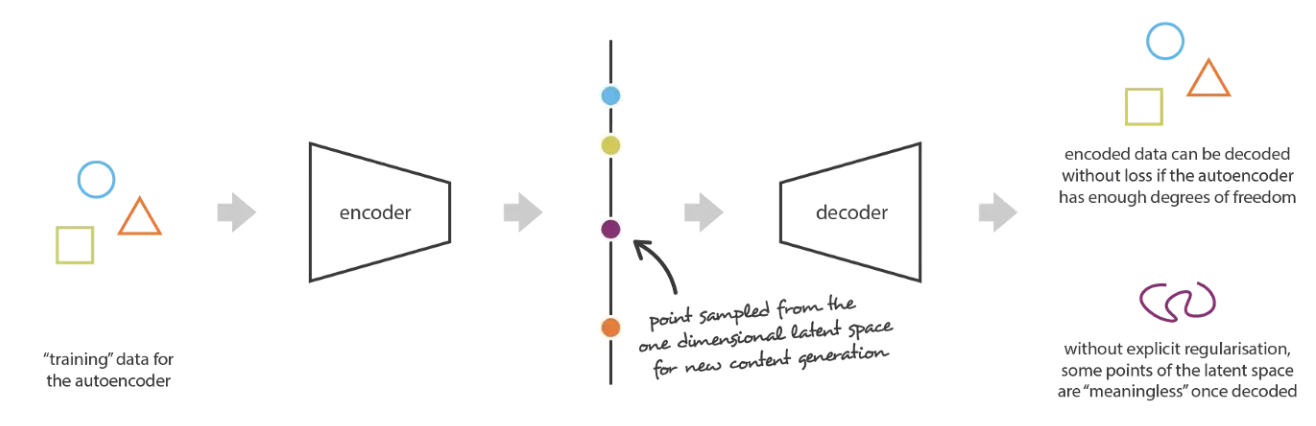 "training" data for
the autoencoder
encoder
point sampled from the
one dimensional latent space
for new content generation
decoder
encoded data can be decoded
without loss if the autoencoder
has enough degrees of freedom
without explicit regularisation,
some points of the latent space
are "meaningless" once decoded